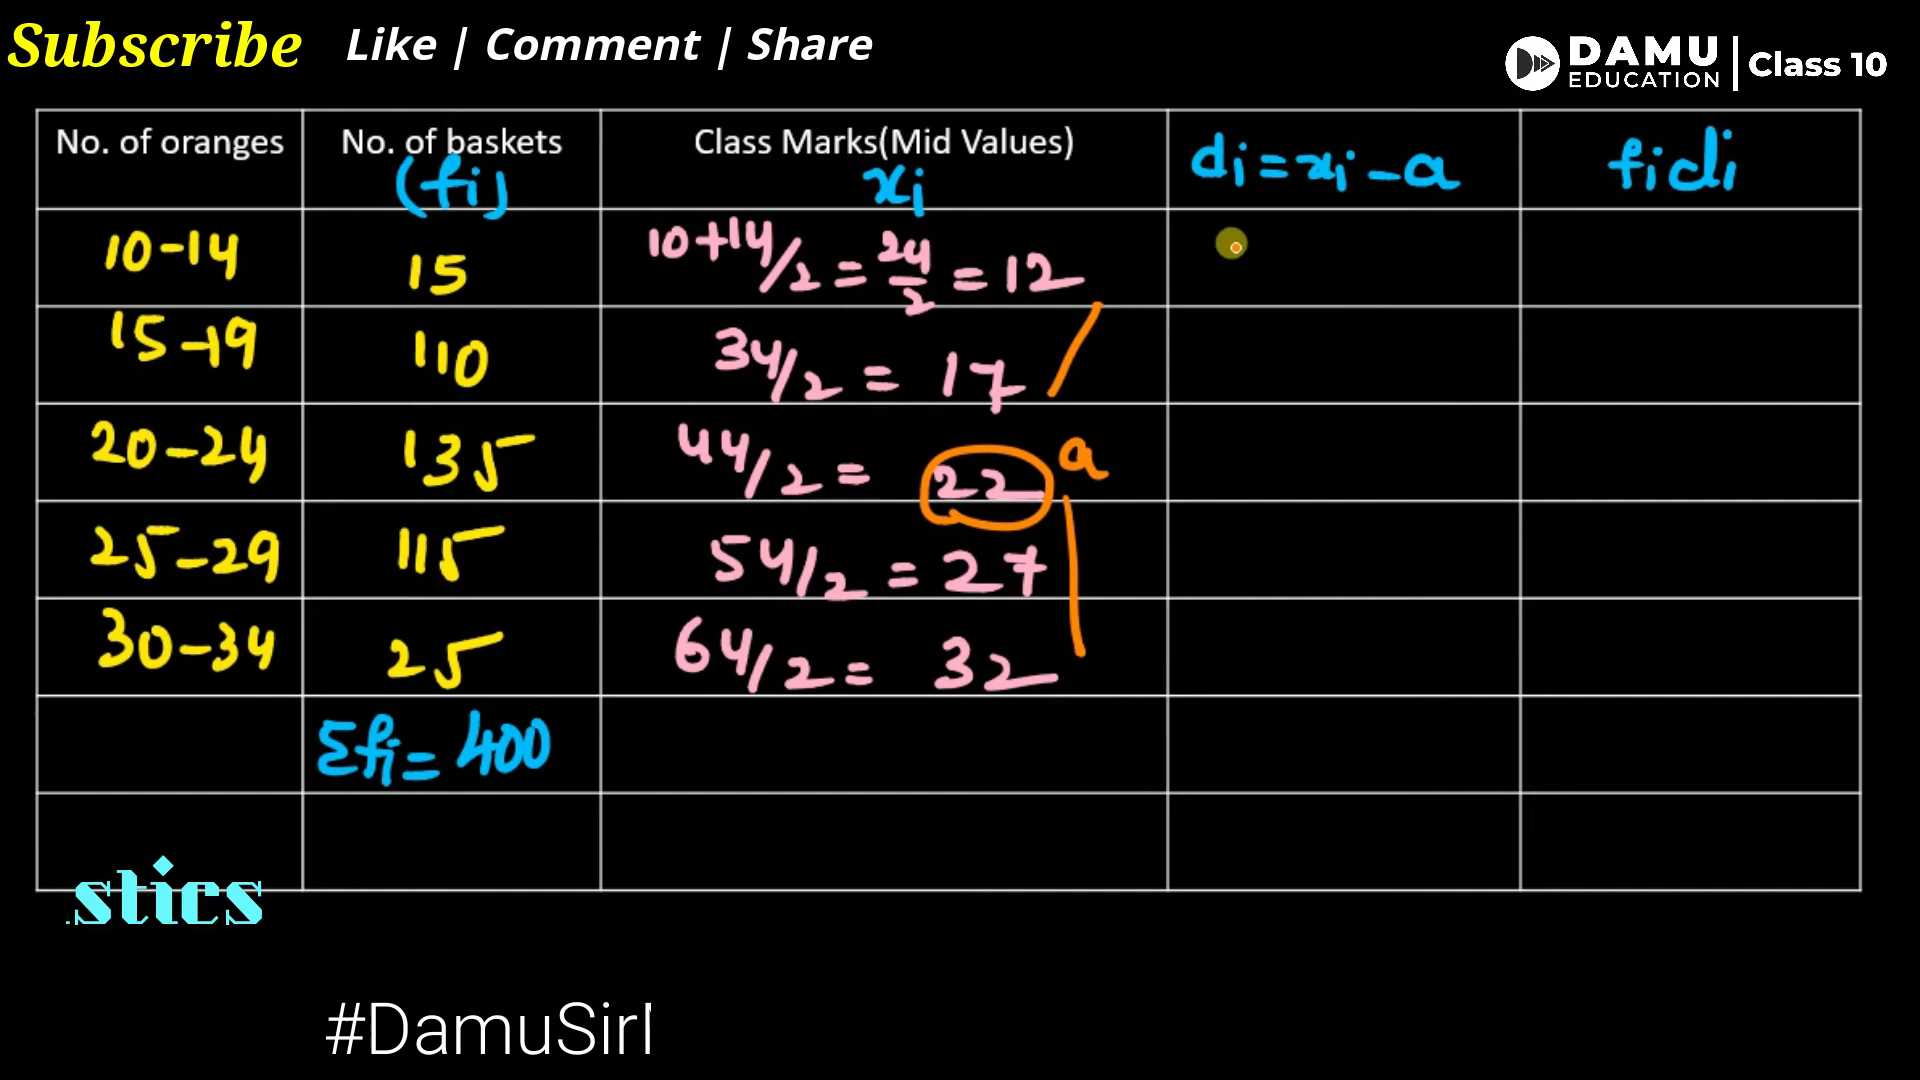 Subscribe Like | Comment | Share
DAMU EDUCATION | Class 10
No. of oranges No. of baskets (fi) Class Marks(Mid Values) xi di = xi - a fidi
10-14 15 10+14/2 = 24/2 = 12
15-19 110 34/2 = 17
20-24 135 44/2 = 22 a
25-29 115 54/2 = 27
30-34 25 64/2 = 32
Σfi = 400
.stics
#DamuSir